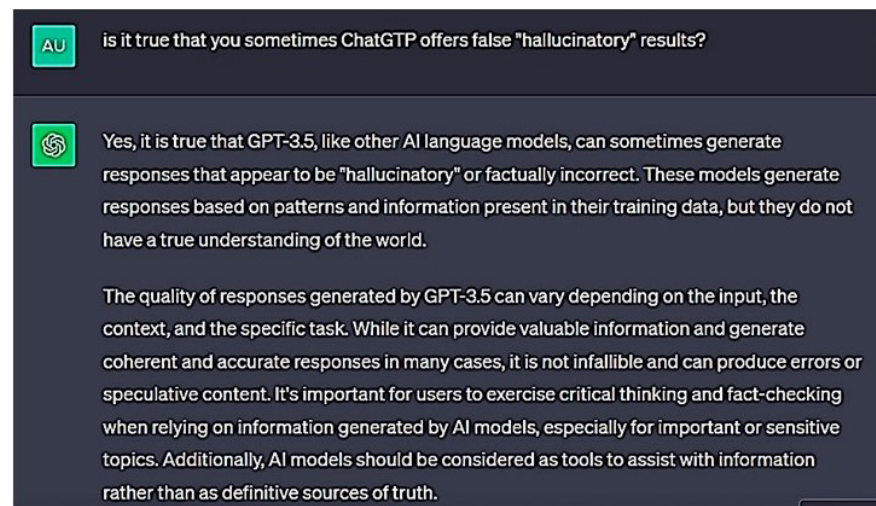 AU
is it true that you sometimes ChatGTP offers false "hallucinatory" results?
Yes, it is true that GPT-3.5, like other AI language models, can sometimes generate
responses that appear to be "hallucinatory" or factually incorrect. These models generate
responses based on patterns and information present in their training data, but they do not
have a true understanding of the world.
The quality of responses generated by GPT-3.5 can vary depending on the input, the
context, and the specific task. While it can provide valuable information and generate
coherent and accurate responses in many cases, it is not infallible and can produce errors or
speculative content. It's important for users to exercise critical thinking and fact-checking
when relying on information generated by AI models, especially for important or sensitive
topics. Additionally, AI models should be considered as tools to assist with information
rather than as definitive sources of truth.